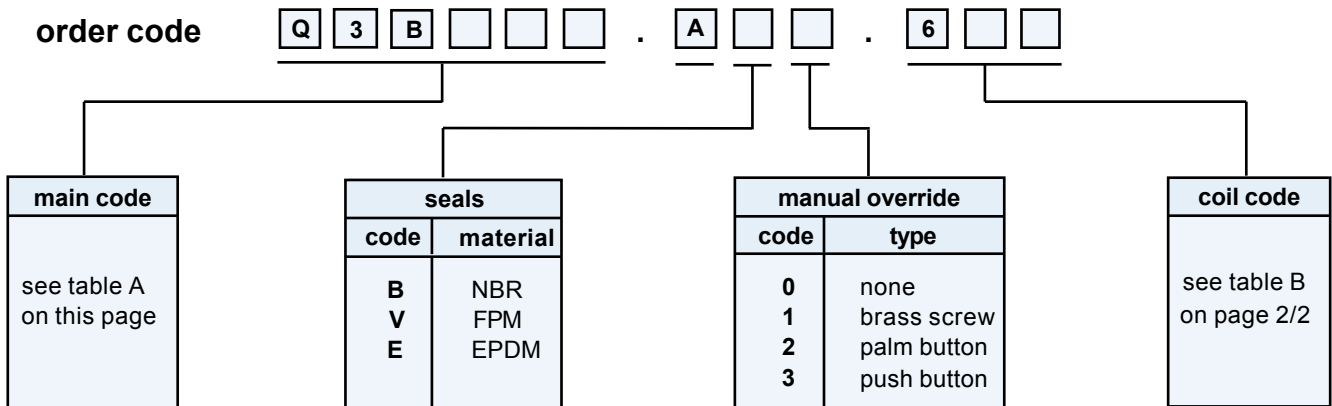 order code Q 3 B . A . 6
main code
see table A
on this page
seals
code material
B NBR
V FPM
E EPDM
manual override
code type
0 none
1 brass screw
2 palm button
3 push button
coil code
see table B
on page 2/2